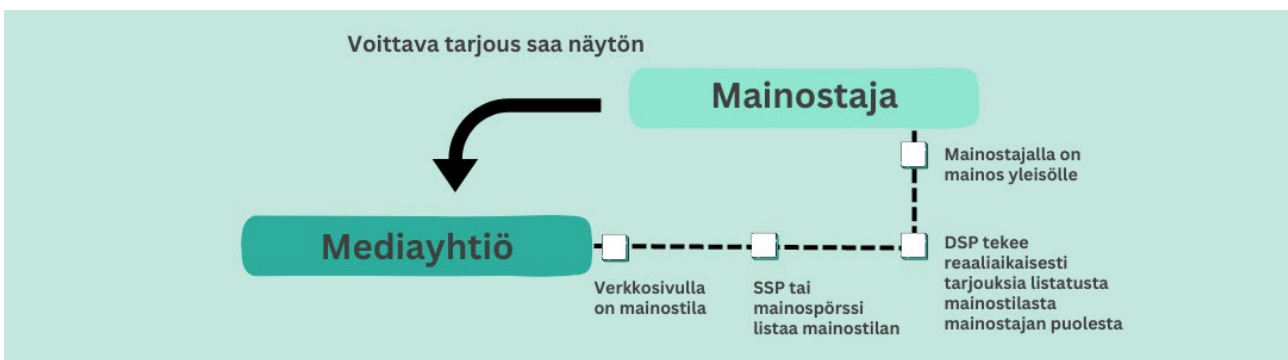 Voittava tarjous saa näytön
Mainostaja
Mainostajalla on
mainos yleisölle
Mediayhtiö
Verkkosivulla
on mainostila
SSP tai
mainospörssi
listaa mainostilan
DSP tekee
reaaliaikaisesti
tarjouksia listatusta
mainostilasta
mainostajan puolesta